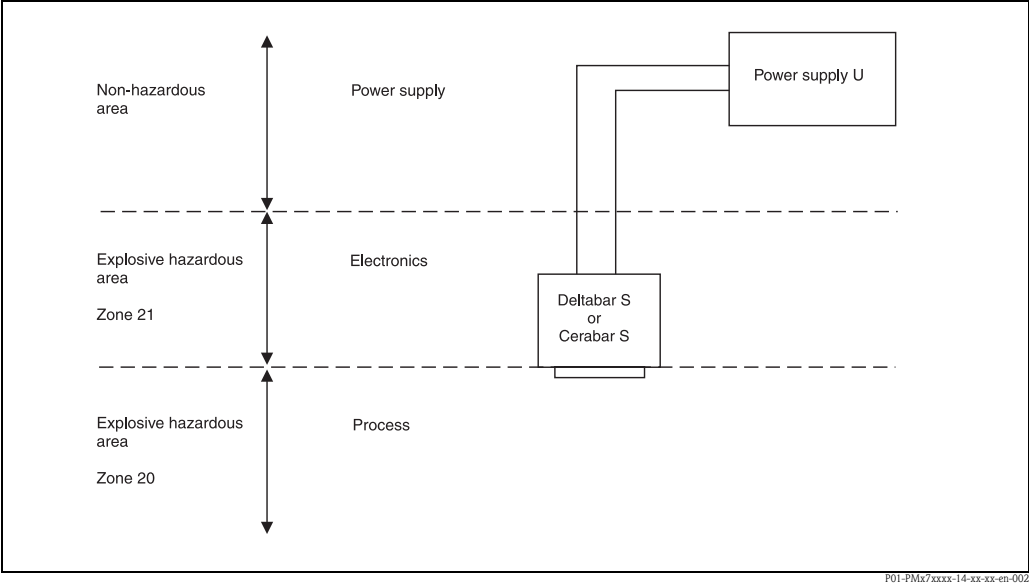 Power supply U
Non-hazardous
area
Power supply
Explosive hazardous
area
Zone 21
Electronics
Deltabar S
or
Cerabar S
Explosive hazardous
area
Zone 20
Process
P01-PMx7xxxx-14-xx-xx-en-002